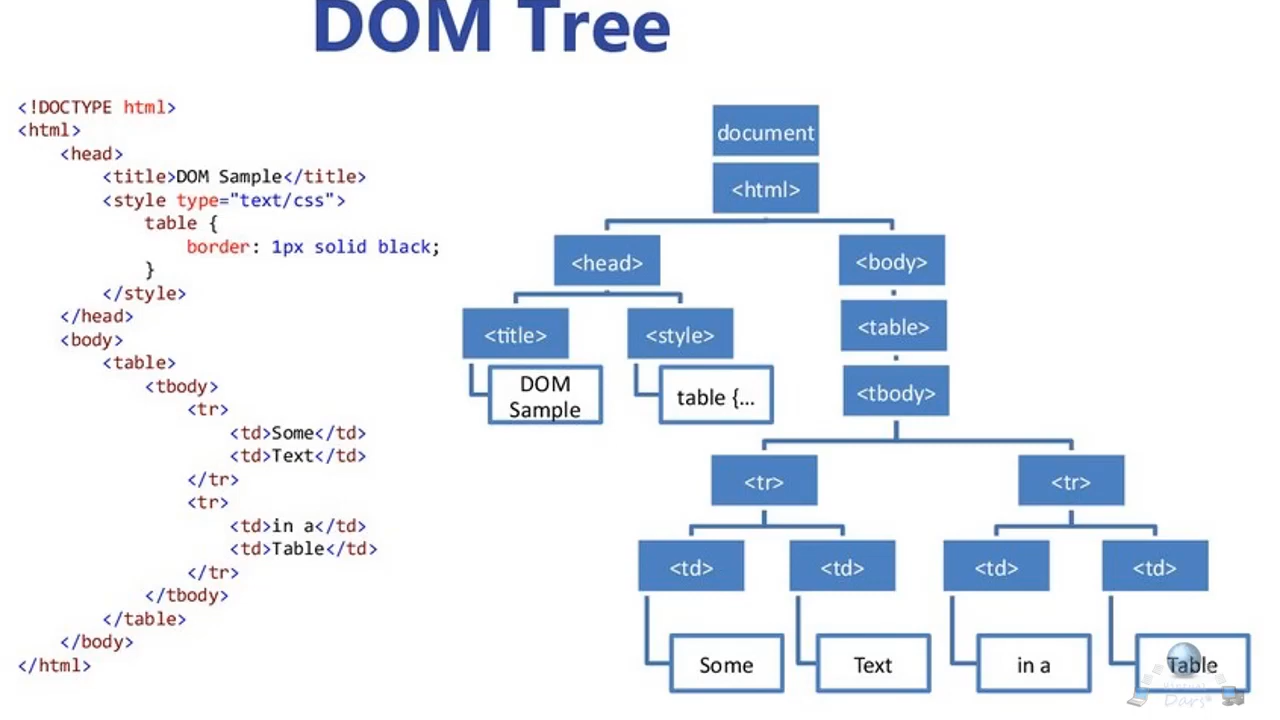 DOM Tree
<!DOCTYPE html>
<html>
<head>
<title>DOM Sample</title>
<style type="text/css">
table {
border: 1px solid black;
}
</style>
</head>
<body>
<table>
<tbody>
<tr>
<td>Some</td>
<td>Text</td>
</tr>
<tr>
<td>in a</td>
<td>Table</td>
</tr>
</tbody>
</table>
</body>
</html>
document
<html>
<head>
<body>
<title>
<style>
<table>
DOM
Sample
table {...
<tbody>
<tr>
<tr>
<td>
<td>
<td>
<td>
Some
Text
in a
Table
Dars